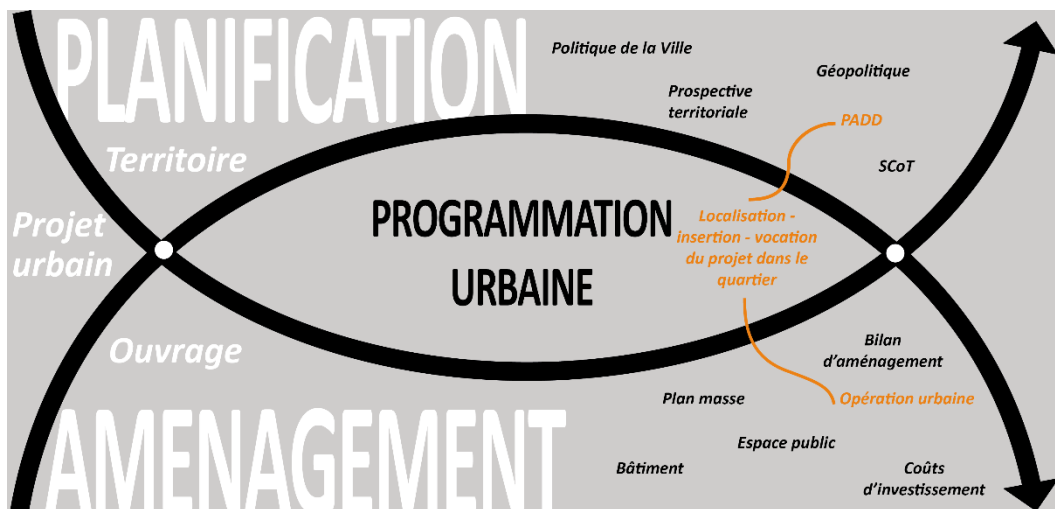 PLANIFICATION
Politique de la Ville
Géopolitique
Prospective
territoriale
PADD
Territoire
SCoT
Projet
urbain
PROGRAMMATION
URBAINE
Localisation -
insertion - vocation
du projet dans le
quartier
Ouvrage
Bilan
d'aménagement
Plan masse
Opération urbaine
AMENAGEMENT
Espace public
Bâtiment
Coûts
d'investissement